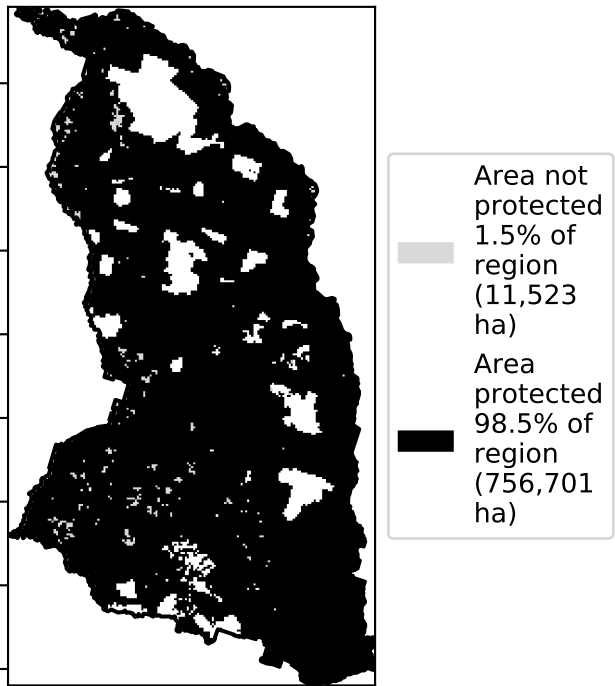 Area not
protected
1.5% of
region
(11,523
ha)
Area
protected
98.5% of
region
(756,701
ha)